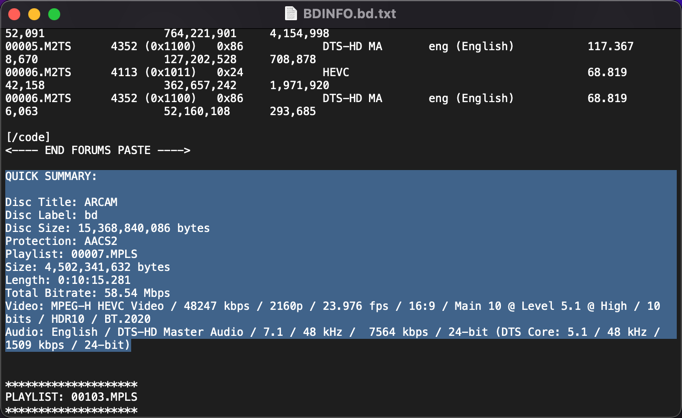 BDINFO.bd.txt
52,091 764,221,901 4,154,998
00005.M2TS 4352 (0x1100) 0x86 DTS-HD MA eng (English) 117.367
8,670 127,202,528 708,878
00006.M2TS 4113 (0x1011) 0x24 HEVC 68.819
42,158 362,657,242 1,971,920
00006.M2TS 4352 (0x1100) 0x86 DTS-HD MA eng (English) 68.819
6,063 52,160,108 293,685
[/code]
<---- END FORUMS PASTE ---->
QUICK SUMMARY:
Disc Title: ARCAM
Disc Label: bd
Disc Size: 15,368,840,086 bytes
Protection: AACS2
Playlist: 00007.MPLS
Size: 4,502,341,632 bytes
Length: 0:10:15.281
Total Bitrate: 58.54 Mbps
Video: MPEG-H HEVC Video / 48247 kbps / 2160p / 23.976 fps / 16:9 / Main 10 @ Level 5.1 @ High / 10
bits / HDR10 / BT.2020
Audio: English / DTS-HD Master Audio / 7.1 / 48 kHz /  7564 kbps / 24-bit (DTS Core: 5.1 / 48 kHz /
1509 kbps / 24-bit)
********************
PLAYLIST: 00103.MPLS
********************